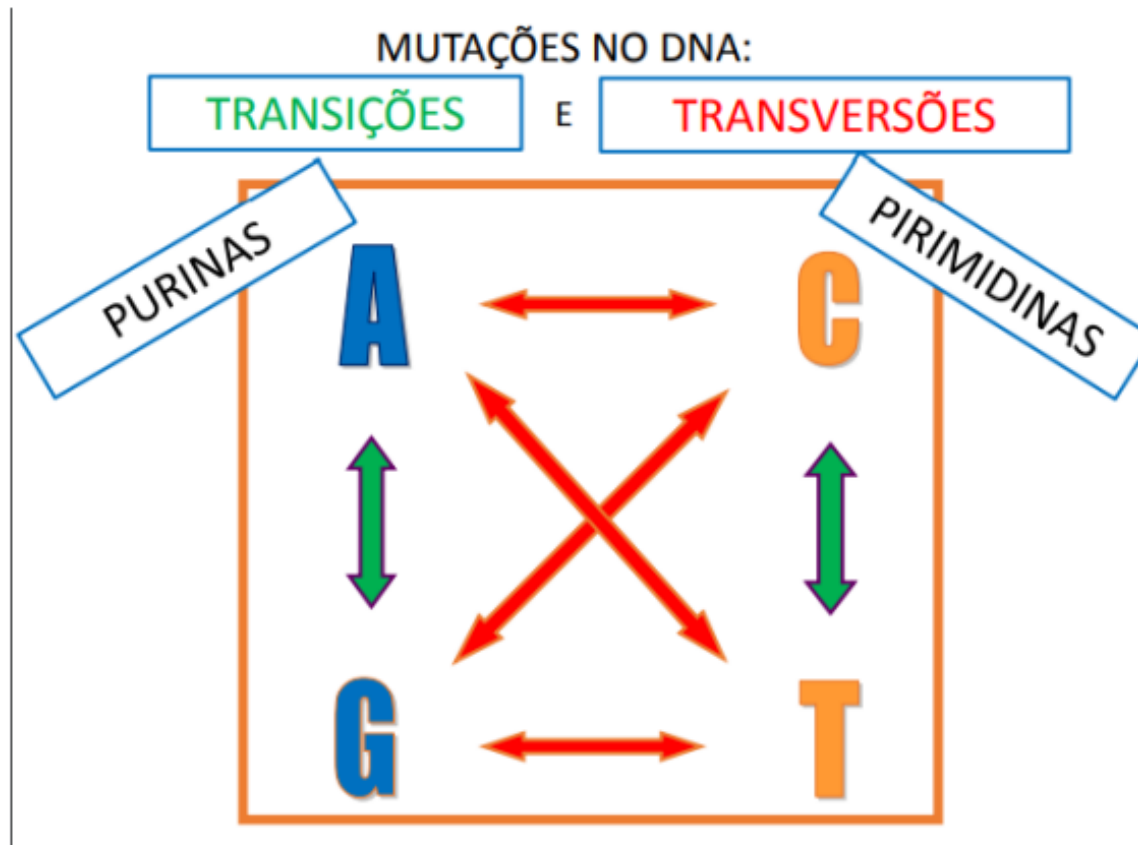 MUTAÇÕES NO DNA:
TRANSIÇÕES E TRANSVERSÕES
PURINAS
PIRIMIDINAS
A C
G T